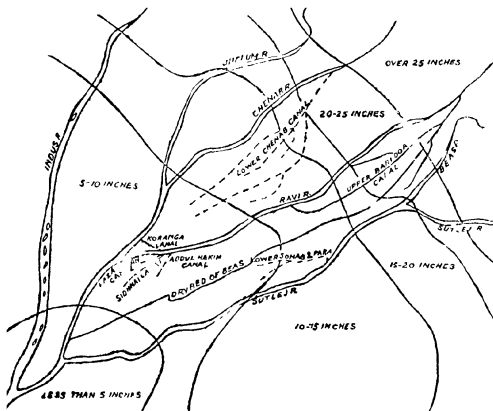 JHELUM R.
OVER 25 INCHES
CHENAB R.
20-25 INCHES
LOWER CHENAB CANAL
INDUS R.
UPPER BARI DOAB
CANAL
BEAS R.
5-10 INCHES
RAVI R.
KORANGA
CANAL
SUTLEJ R.
ABDUL HAKIM
CANAL
SIDHNAI CA.
DRY BED OF BEAS
LOWER SOHAG & PARA
15-20 INCHES
SUTLEJ R.
10-15 INCHES
LESS THAN 5 INCHES